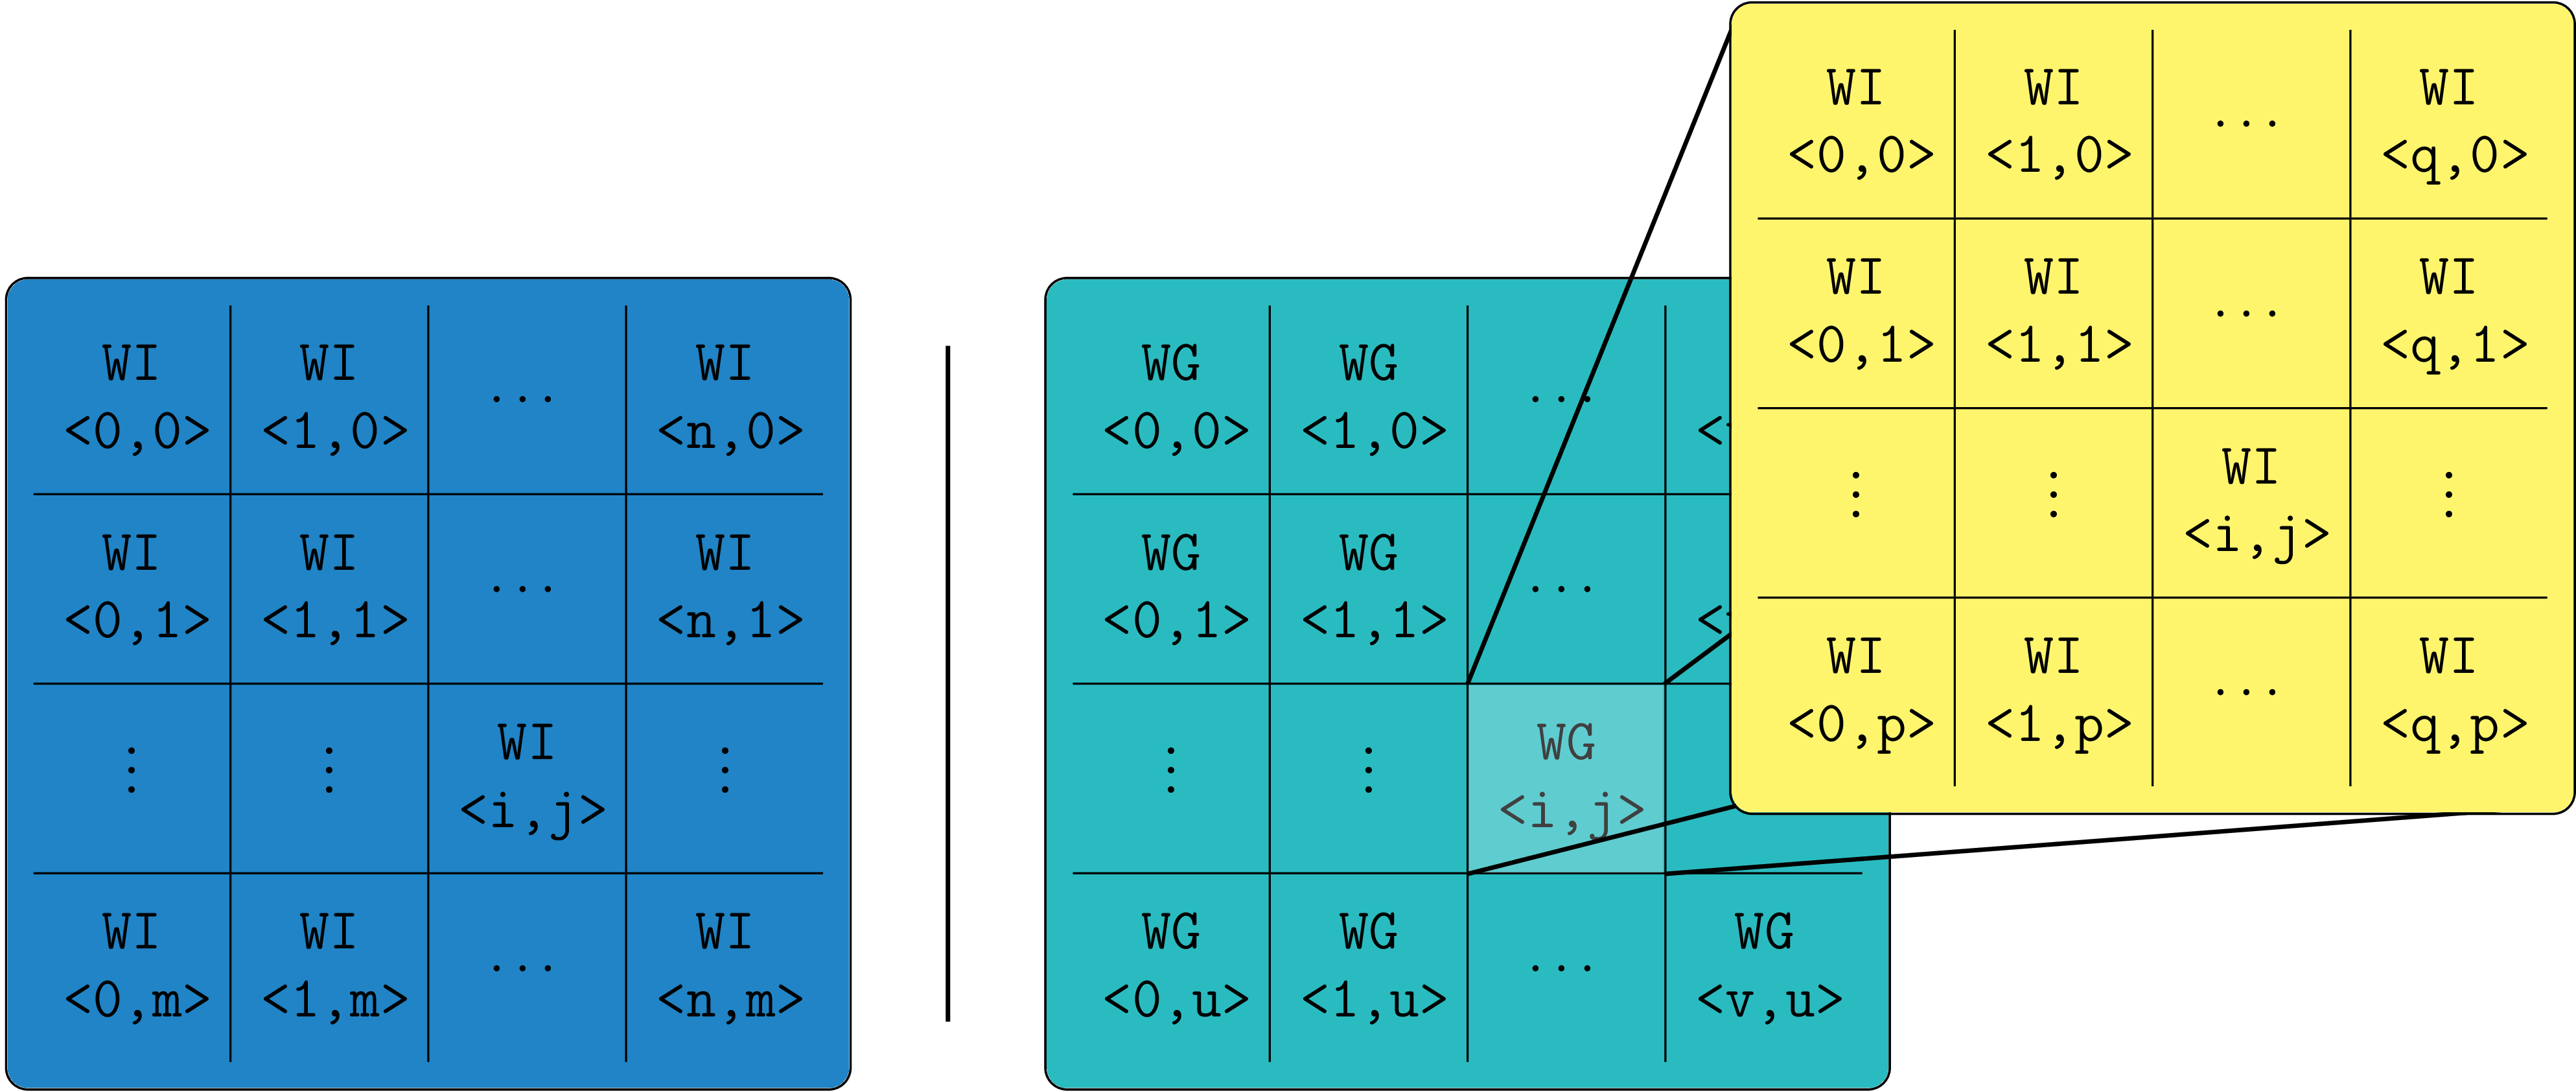 WI WI WI
<0,0> <1,0> ... <n,0>
WI WI WI
<0,1> <1,1> ... <n,1>
WI
⋮ ⋮ <i,j> ⋮
WI WI WI
<0,m> <1,m> ... <n,m>
WG WG
<0,0> <1,0> ...
WG WG
<0,1> <1,1> ...
WG
⋮ ⋮ <i,j>
WG WG WG
<0,u> <1,u> ... <v,u>
WI WI WI
<0,0> <1,0> ... <q,0>
WI WI WI
<0,1> <1,1> ... <q,1>
WI
⋮ ⋮ <i,j> ⋮
WI WI WI
<0,p> <1,p> ... <q,p>